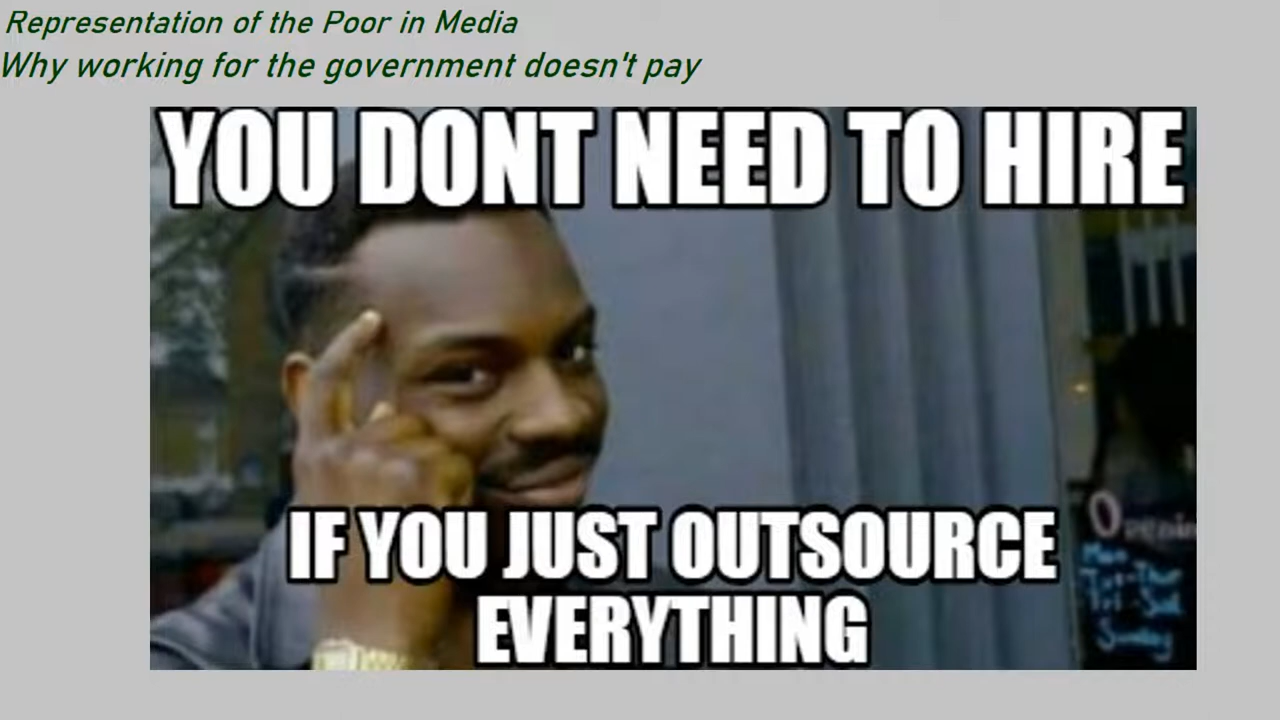 Representation of the Poor in Media
Why working for the government doesn't pay
YOU DONT NEED TO HIRE
IF YOU JUST OUTSOURCE
EVERYTHING
Sunday